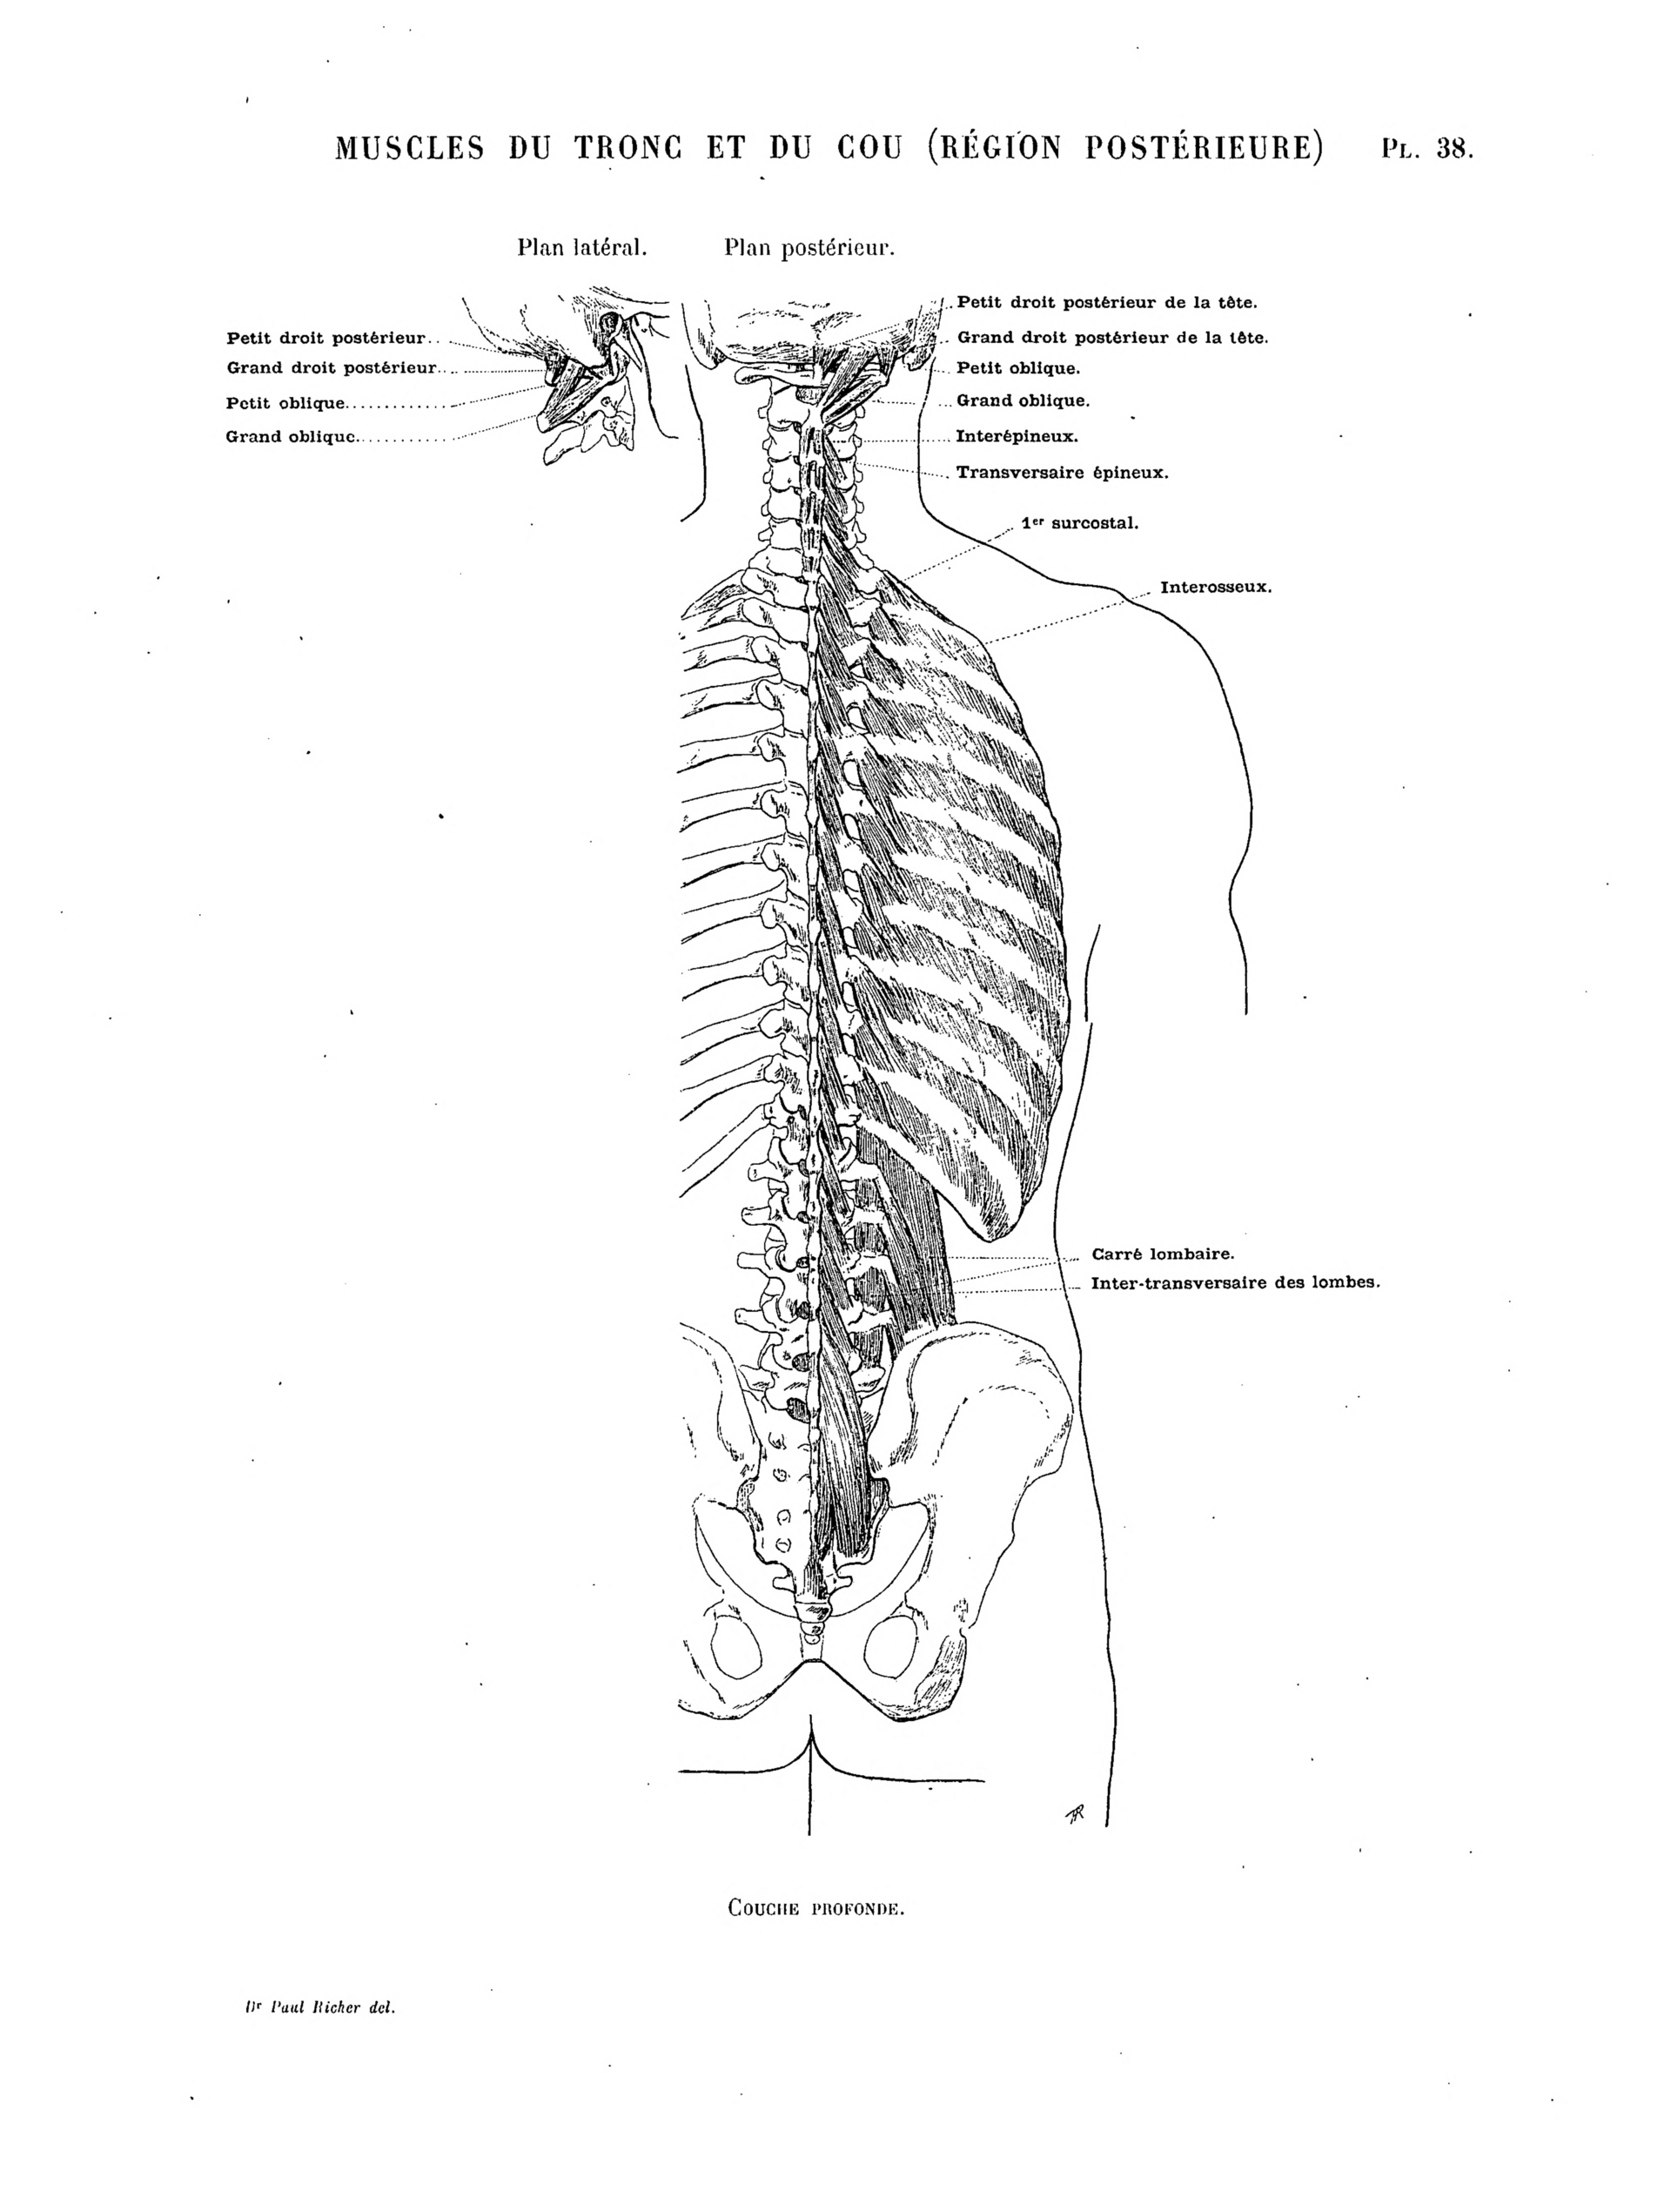 MUSCLES DU TRONC ET DU COU (RÉGION POSTÉRIEURE) PL. 38.
Plan latéral. Plan postérieur.
Petit droit postérieur..
Grand droit postérieur....
Petit oblique.............
Grand oblique...........
Petit droit postérieur de la tête.
Grand droit postérieur de la tête.
Petit oblique.
Grand oblique.
Interépineux.
Transversaire épineux.
1er surcostal.
Interosseux.
Carré lombaire.
Inter-transversaire des lombes.
PR
COUCHE PROFONDE.
Dr Paul Richer del.